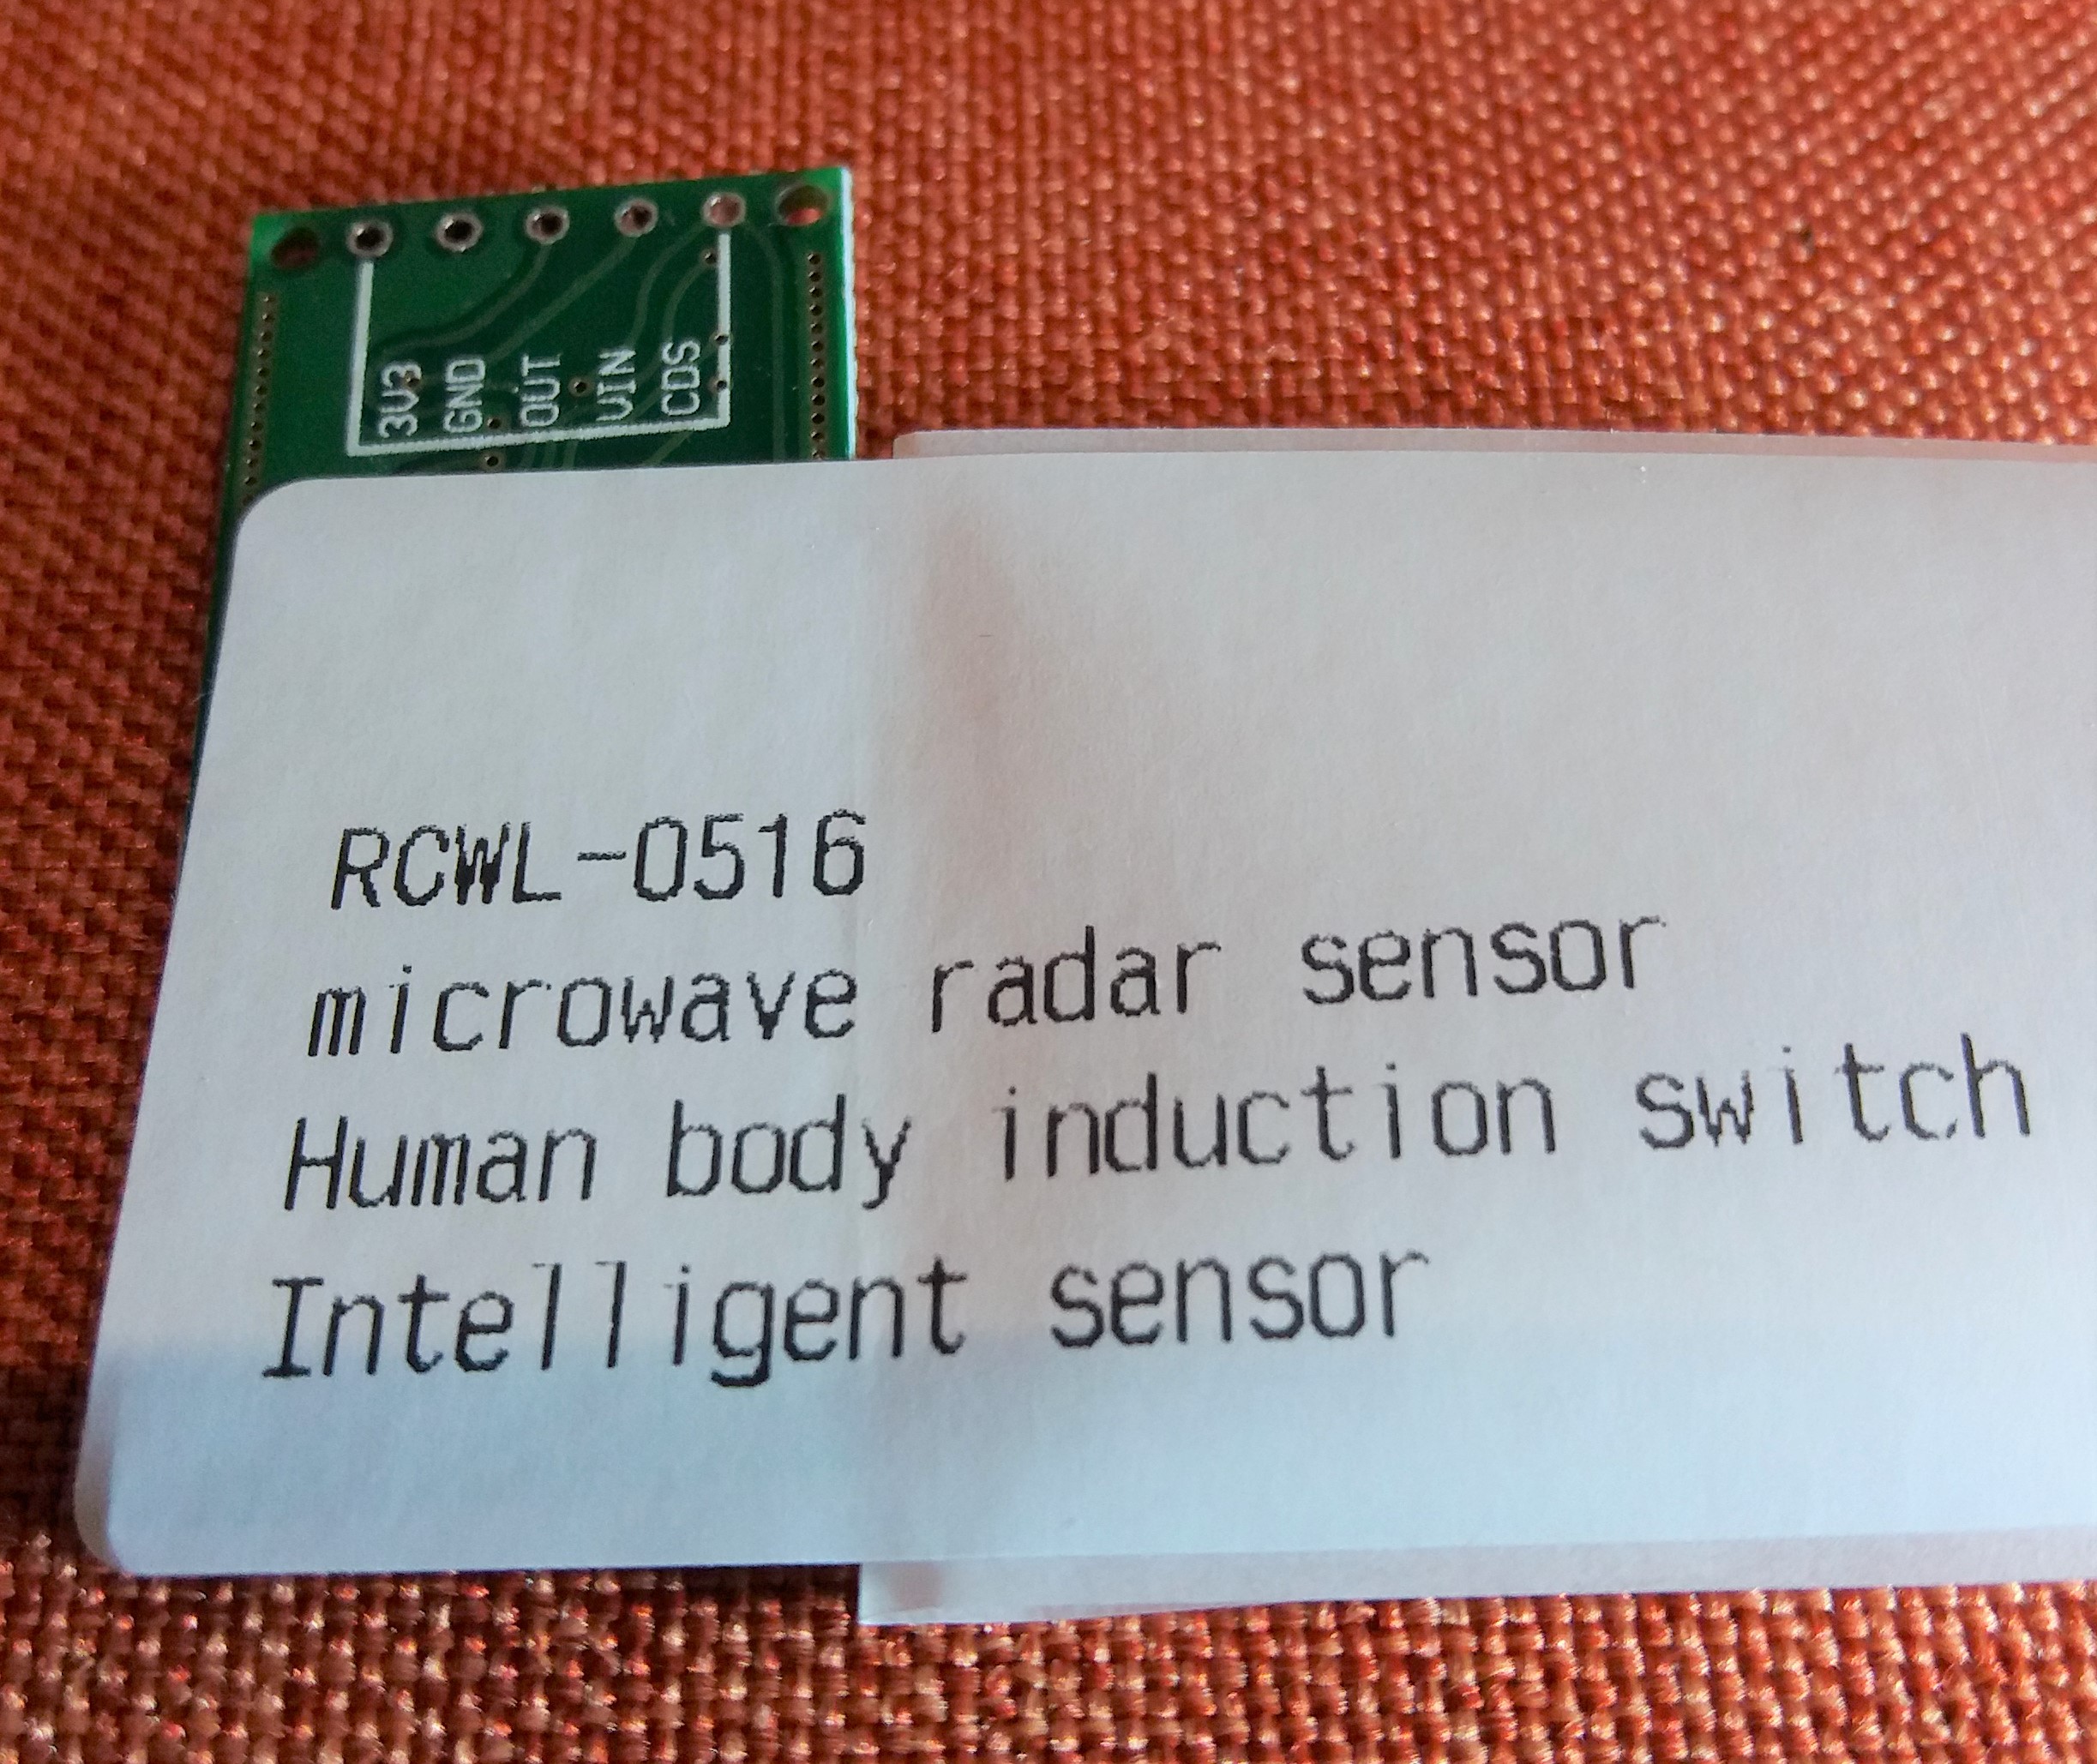 3V3
GND
OUT
VIN
CDS
RCWL-0516
microwave radar sensor
Human body induction switch
Intelligent sensor